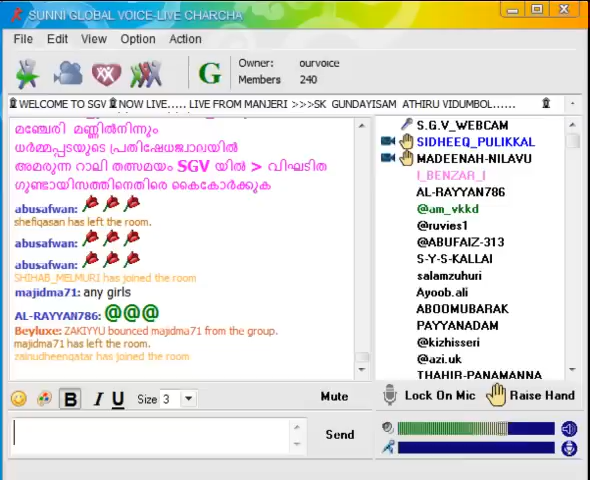 SUNNI GLOBAL VOICE-LIVE CHARCHA
File Edit View Option Action
G
Owner: ourvoice
Members 240
WELCOME TO SGV NOW LIVE..... LIVE FROM MANJERI >>>SK GUNDAYISAM ATHIRU VIDUMBOL......
മഞ്ചേരി മണ്ണിൽനിന്നും
ധർമ്മപ്പടയുടെ പ്രതിഷേധജ്വാലയിൽ
അമരുന്ന റാലി തത്സമയം SGV യിൽ > വിഘടിത
ഗുണ്ടായിസത്തിനെതിരെ കൈകോർക്കുക
abusafwan:
shefiqasan has left the room.
abusafwan:
abusafwan:
SHIHAB_MELMURI has joined the room
majidma71: any girls
AL-RAYYAN786: @@@
Beyluxe: ZAKIYYU bounced majidma71 from the group.
majidma71 has left the room.
zainudheenqatar has joined the room
S.G.V_WEBCAM
SIDHEEQ_PULIKKAL
MADEENAH-NILAVU
I_BENZAR_I
AL-RAYYAN786
@am_vkkd
@ruvies1
@ABUFAIZ-313
S-Y-S-KALLAI
salamzuhuri
Ayoob.ali
ABOOMUBARAK
PAYYANADAM
@kizhisseri
@azi.uk
THAHIR-PANAMANNA
B I U Size 3 Mute
Lock On Mic Raise Hand
Send